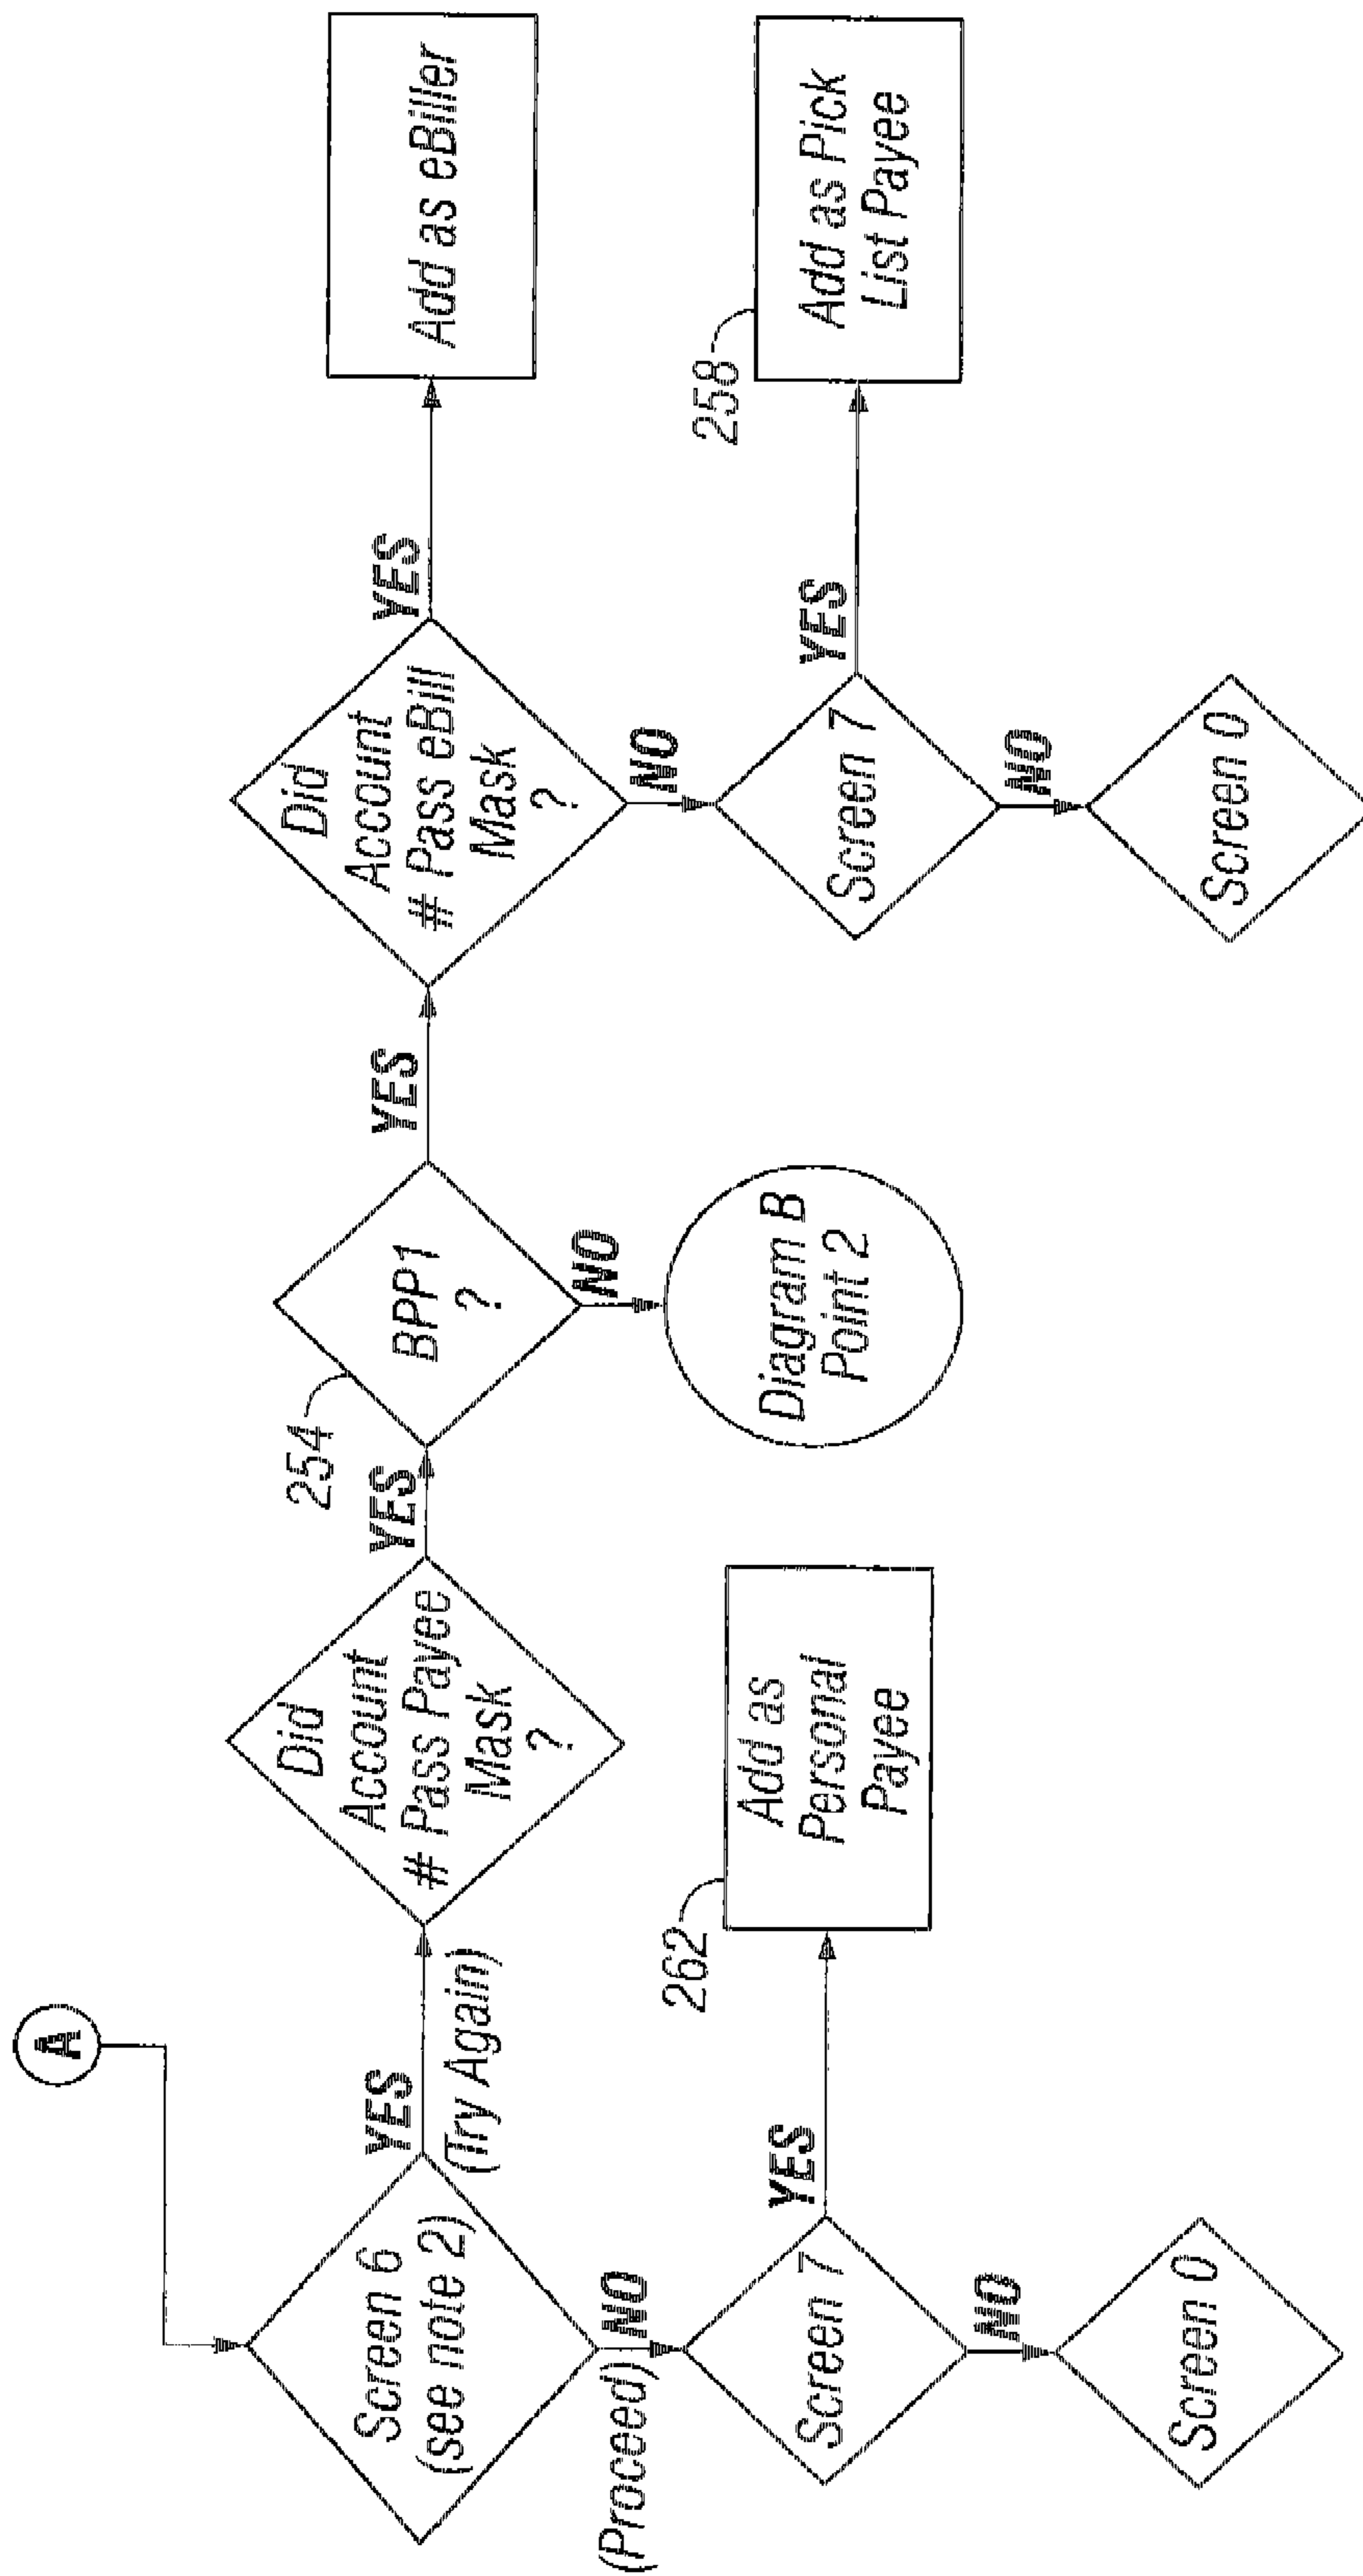 A
Screen 6
(see note 2)
YES
(Try Again)
Did
Account
# Pass Payee
Mask
?
YES
254
BPP1
?
YES
Did
Account
# Pass eBill
Mask
?
YES
Add as eBiller
NO
(Proceed)
Screen 7
YES
262
Add as
Personal
Payee
NO
Diagram B
Point 2
NO
Screen 7
YES
258
Add as Pick
List Payee
NO
Screen 0
NO
Screen 0